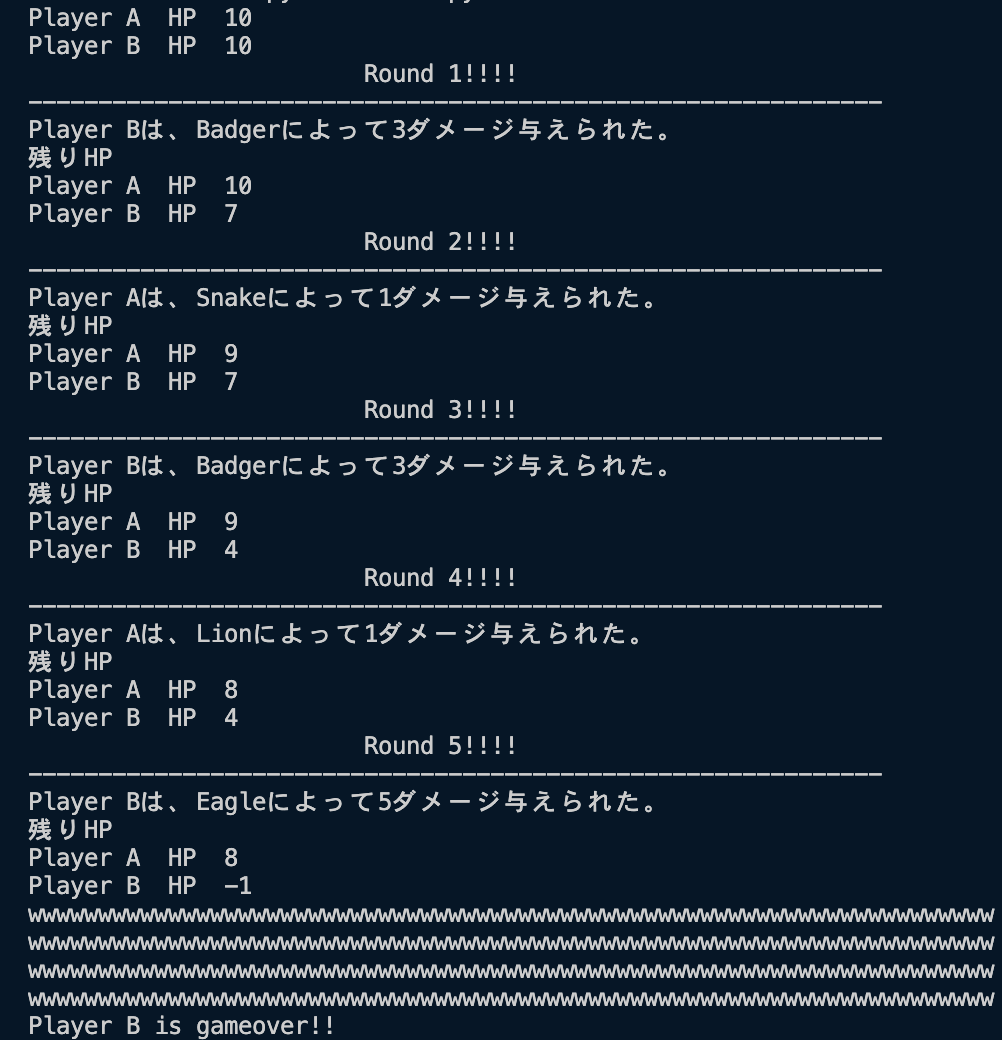 Player A  HP  10
Player B  HP  10
Round 1!!!!
-------------------------------------------------------------
Player Bは、Badgerによって3ダメージ与えられた。
残りHP
Player A  HP  10
Player B  HP  7
Round 2!!!!
-------------------------------------------------------------
Player Aは、Snakeによって1ダメージ与えられた。
残りHP
Player A  HP  9
Player B  HP  7
Round 3!!!!
-------------------------------------------------------------
Player Bは、Badgerによって3ダメージ与えられた。
残りHP
Player A  HP  9
Player B  HP  4
Round 4!!!!
-------------------------------------------------------------
Player Aは、Lionによって1ダメージ与えられた。
残りHP
Player A  HP  8
Player B  HP  4
Round 5!!!!
-------------------------------------------------------------
Player Bは、Eagleによって5ダメージ与えられた。
残りHP
Player A  HP  8
Player B  HP  -1
wwwwwwwwwwwwwwwwwwwwwwwwwwwwwwwwwwwwwwwwwwwwwwwwwwwwwwwwwwwwwwwwwwwww
wwwwwwwwwwwwwwwwwwwwwwwwwwwwwwwwwwwwwwwwwwwwwwwwwwwwwwwwwwwwwwwwwwwww
wwwwwwwwwwwwwwwwwwwwwwwwwwwwwwwwwwwwwwwwwwwwwwwwwwwwwwwwwwwwwwwwwwwww
wwwwwwwwwwwwwwwwwwwwwwwwwwwwwwwwwwwwwwwwwwwwwwwwwwwwwwwwwwwwwwwwwwwww
Player B is gameover!!